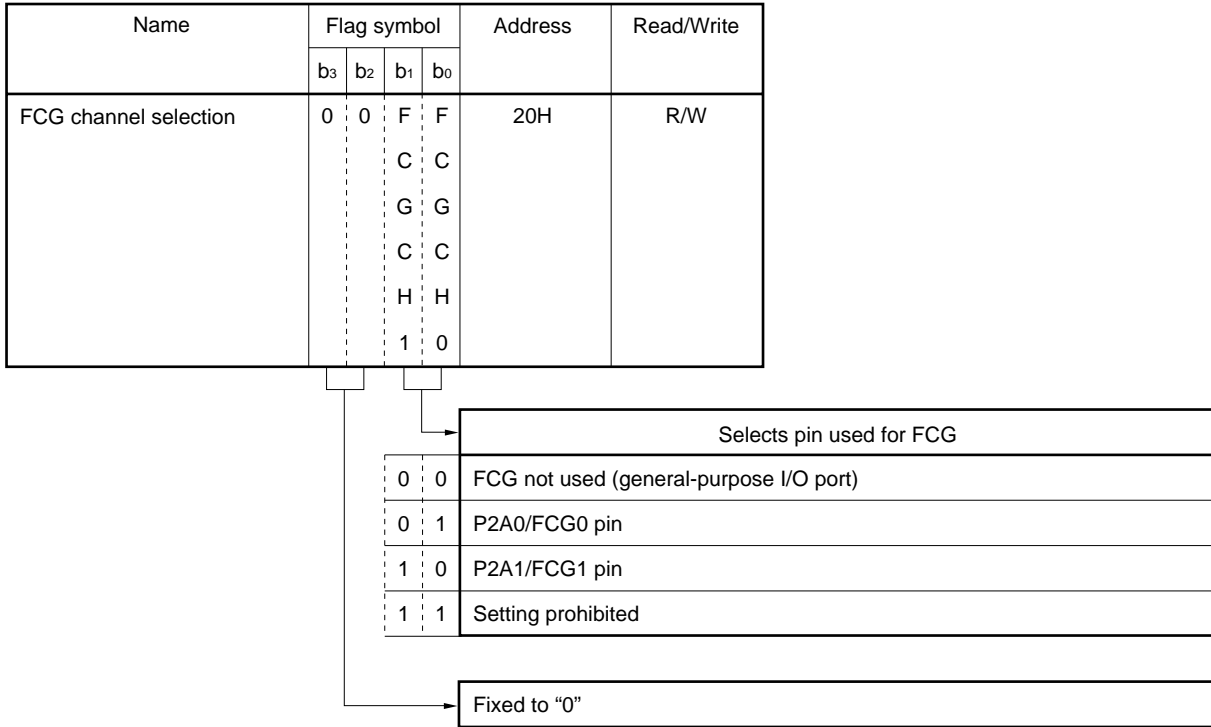 Name Flag symbol Address Read/Write
b3 b2 b1 b0
FCG channel selection 0 0 F F 20H R/W
C C
G G
C C
H H
1 0
Selects pin used for FCG
0 0 FCG not used (general-purpose I/O port)
0 1 P2A0/FCG0 pin
1 0 P2A1/FCG1 pin
1 1 Setting prohibited
Fixed to “0”